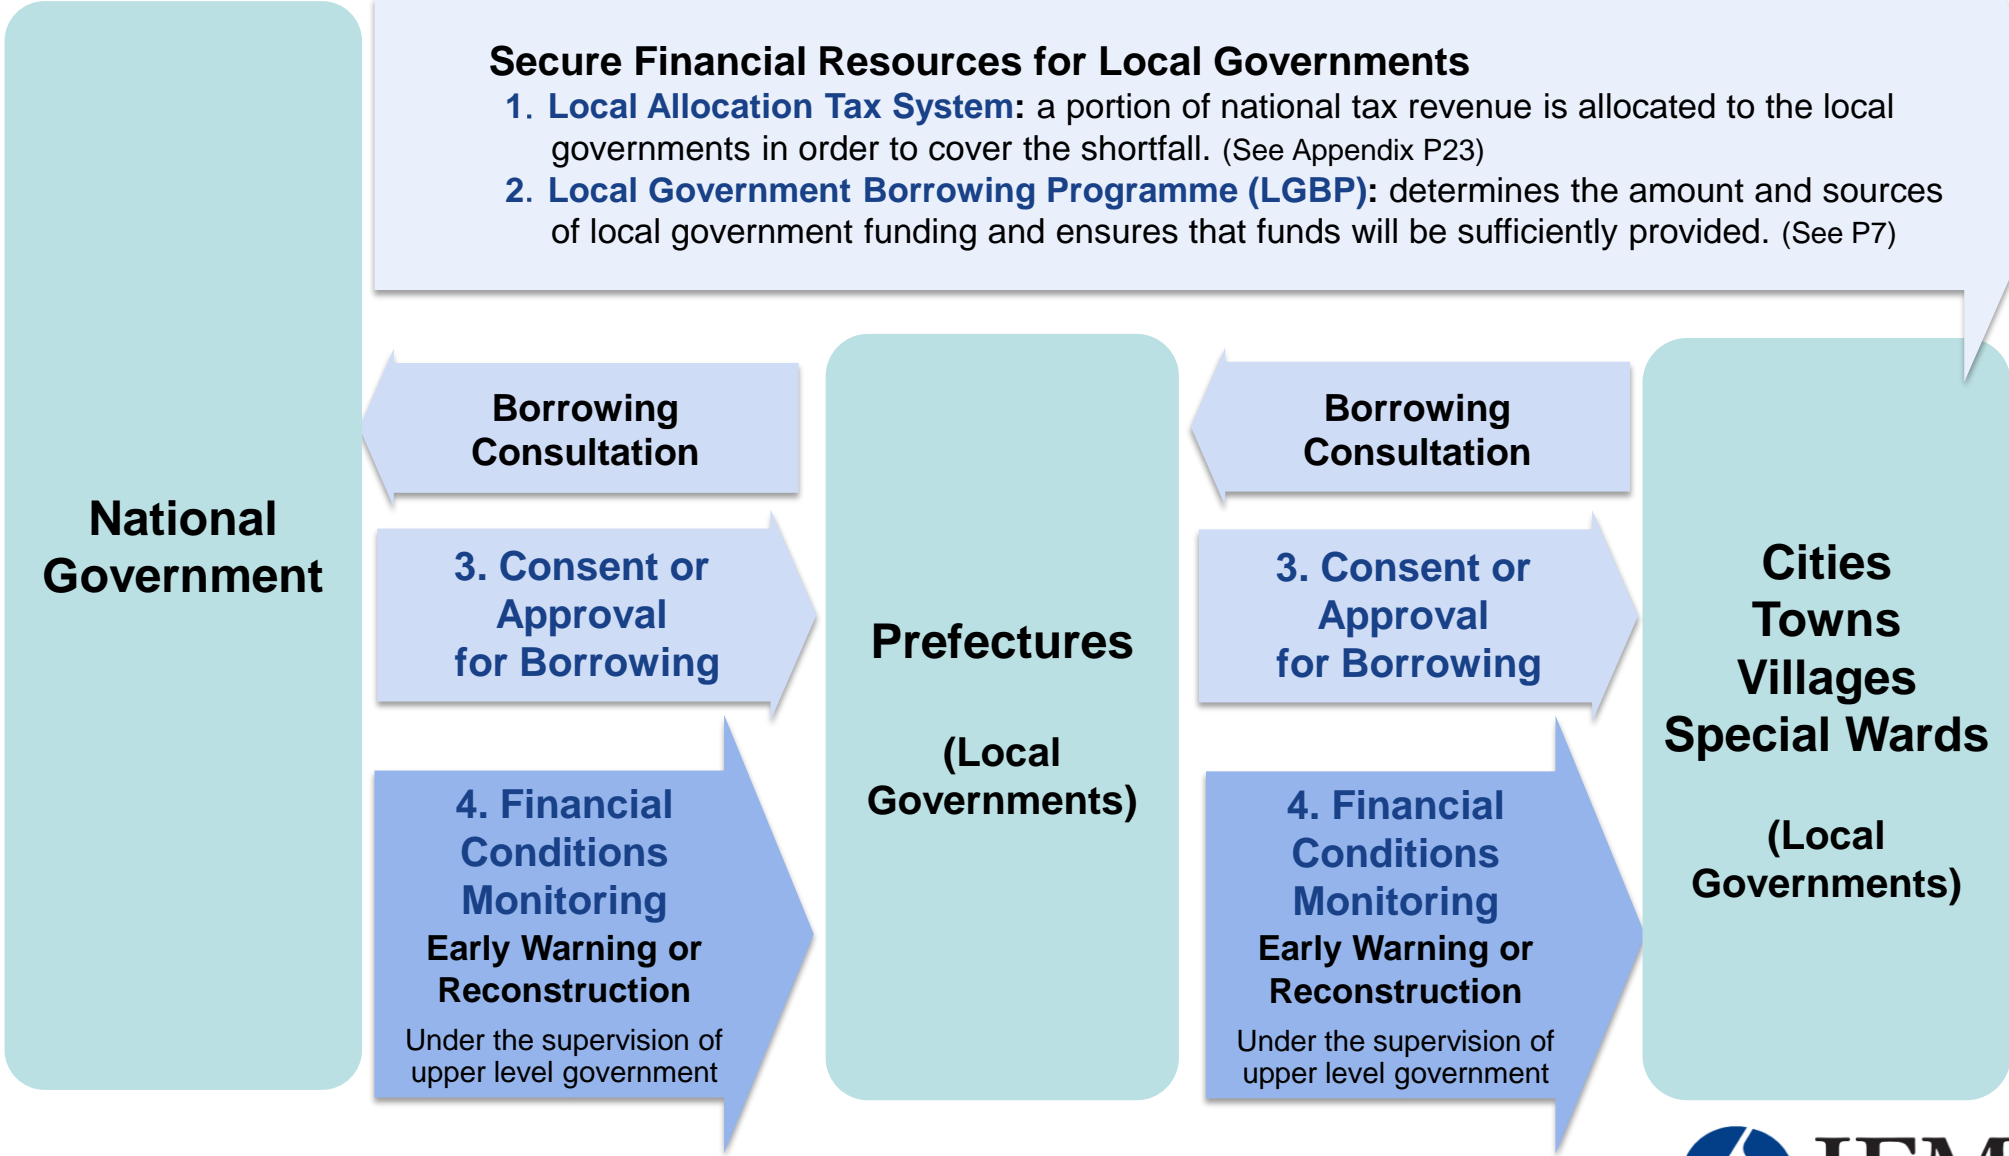 Secure Financial Resources for Local Governments
1. Local Allocation Tax System: a portion of national tax revenue is allocated to the local
governments in order to cover the shortfall. (See Appendix P23)
2. Local Government Borrowing Programme (LGBP): determines the amount and sources
of local government funding and ensures that funds will be sufficiently provided. (See P7)
National
Government
Borrowing
Consultation
3. Consent or
Approval
for Borrowing
4. Financial
Conditions
Monitoring
Early Warning or
Reconstruction
Under the supervision of
upper level government
Prefectures
(Local
Governments)
Borrowing
Consultation
3. Consent or
Approval
for Borrowing
4. Financial
Conditions
Monitoring
Early Warning or
Reconstruction
Under the supervision of
upper level government
Cities
Towns
Villages
Special Wards
(Local
Governments)